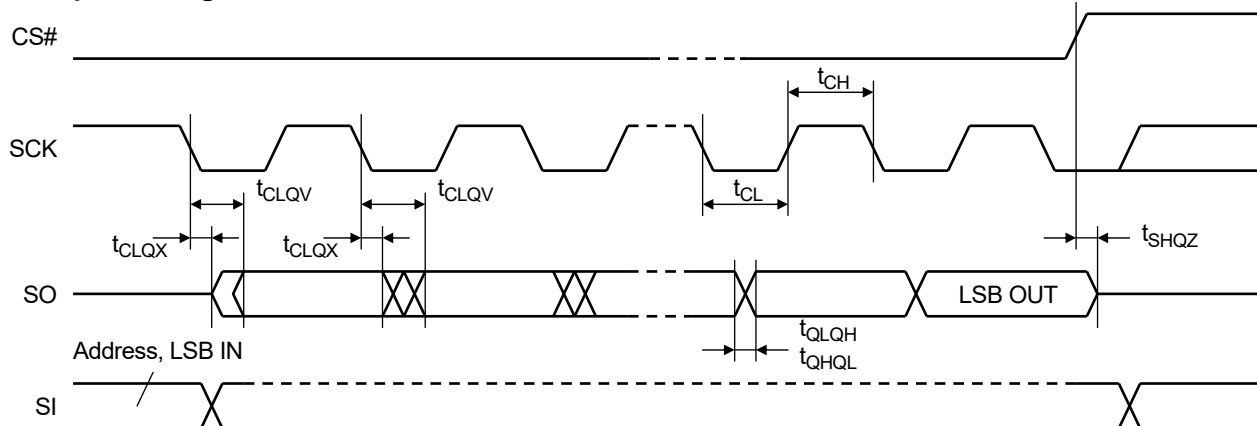 CS#
tCH
SCK
tCLQV
tCLQV
tCL
tCLQX
tCLQX
tSHQZ
SO
LSB OUT
tQLQH
tQHQL
Address, LSB IN
SI